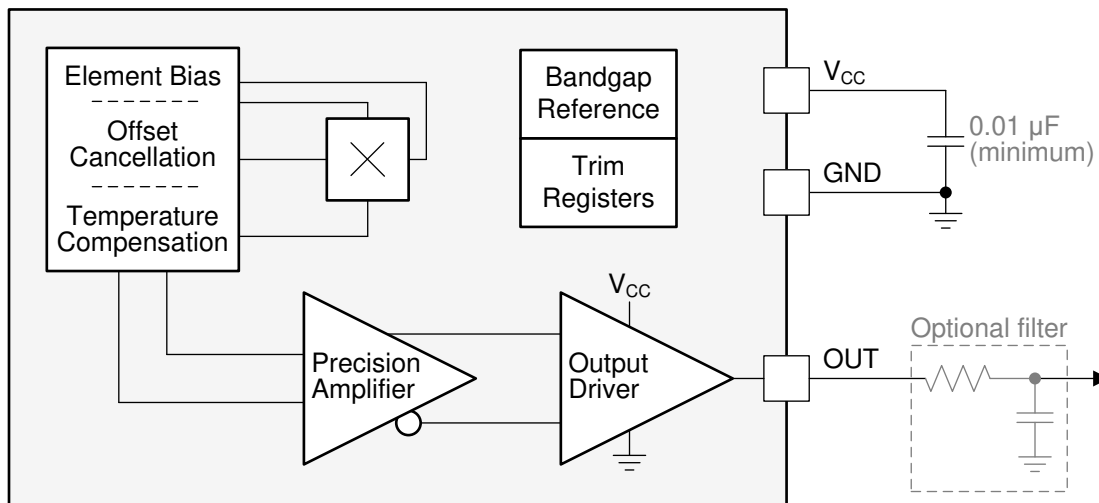 Element Bias
Offset
Cancellation
Temperature
Compensation
Bandgap
Reference
Trim
Registers
VCC
0.01 µF
(minimum)
GND
VCC
Precision
Amplifier
Output
Driver
OUT
Optional filter